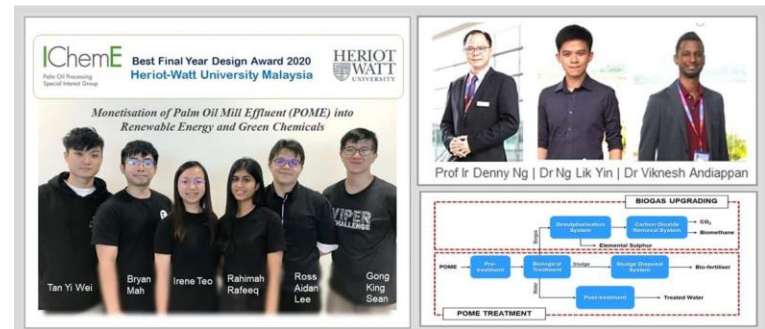 IChemE
Palm Oil Processing
Special Interest Group
Best Final Year Design Award 2020
Heriot-Watt University Malaysia
HERIOT
WATT
UNIVERSITY
Monetisation of Palm Oil Mill Effluent (POME) into
Renewable Energy and Green Chemicals
VIPER
CHALLENGE
Tan Yi Wei
Bryan
Mah
Irene Teo
Rahimah
Rafeeq
Ross
Aidan
Lee
Gong
King
Sean
Prof Ir Denny Ng | Dr Ng Lik Yin | Dr Viknesh Andiappan
BIOGAS UPGRADING
Desulphurisation
System
Carbon Dioxide
Removal System
CO₂
Biomethane
Elemental Sulphur
Biogas
POME
Pre-
treatment
Biological
Treatment
Sludge
Sludge Disposal
System
Bio-fertiliser
Water
Post-treatment
Treated Water
POME TREATMENT